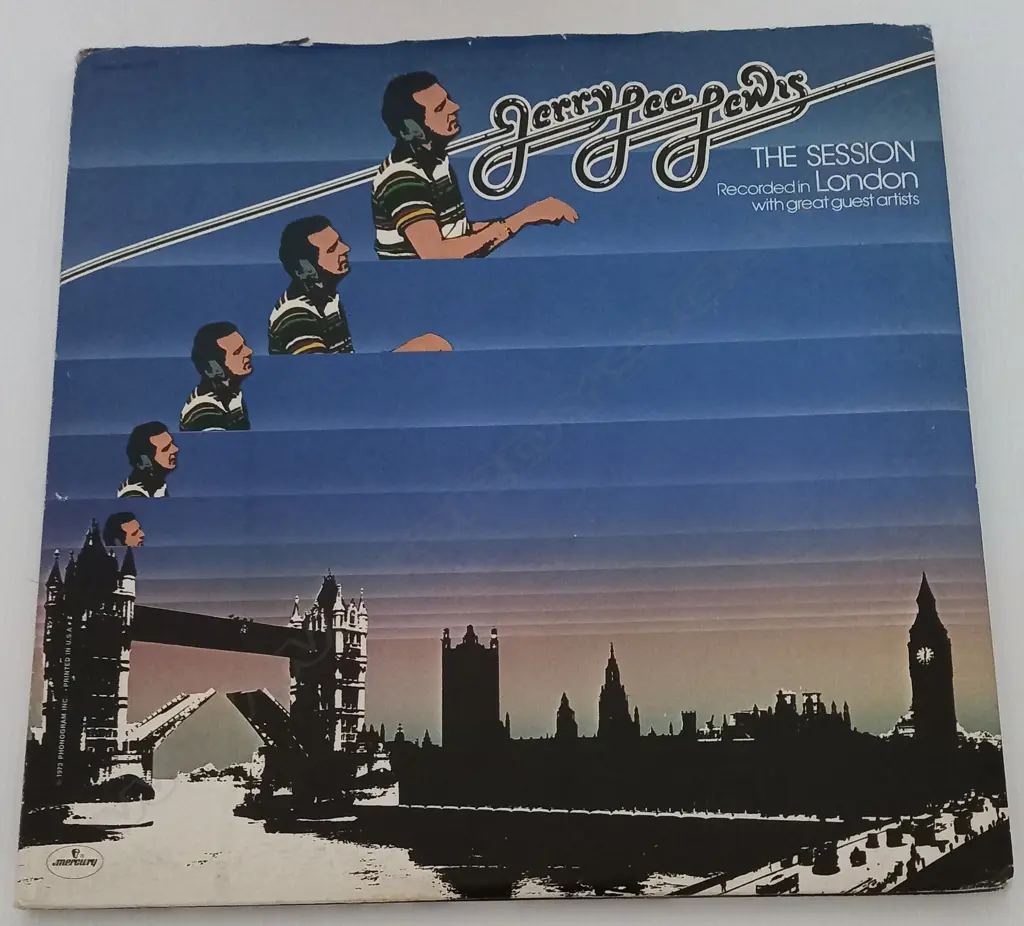 Jerry Lee Lewis
THE SESSION
Recorded in London
with great guest artists
© 1973 PHONOGRAM INC. • PRINTED IN U.S.A.
mercury